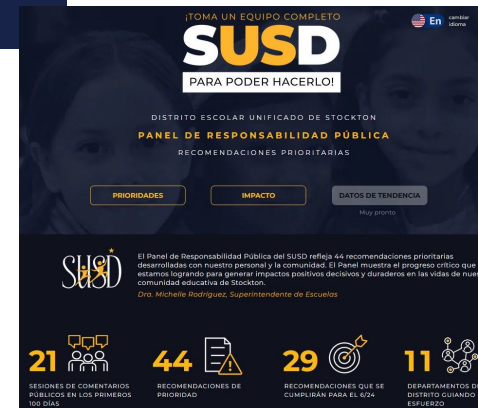 ¡TOMA UN EQUIPO COMPLETO
SUSD
PARA PODER HACERLO!
En
cambiar
idioma
DISTRITO ESCOLAR UNIFICADO DE STOCKTON
PANEL DE RESPONSABILIDAD PÚBLICA
RECOMENDACIONES PRIORITARIAS
PRIORIDADES
IMPACTO
DATOS DE TENDENCIA
Muy pronto
SUSD
El Panel de Responsabilidad Pública del SUSD refleja 44 recomendaciones prioritarias
desarrolladas con nuestro personal y la comunidad. El Panel muestra el progreso crítico que
estamos logrando para generar impactos positivos decisivos y duraderos en las vidas de
comunidad educativa de Stockton.
Dra. Michelle Rodriguez, Superintendente de Escuelas
21
SESIONES DE COMENTARIOS
PÚBLICOS EN LOS PRIMEROS
100 DÍAS
44
RECOMENDACIONES DE
PRIORIDAD
29
RECOMENDACIONES QUE SE
CUMPLIRÁN PARA EL 6/24
11
DEPARTAMENTOS
DISTRITO GUIANDO
ESFUERZO